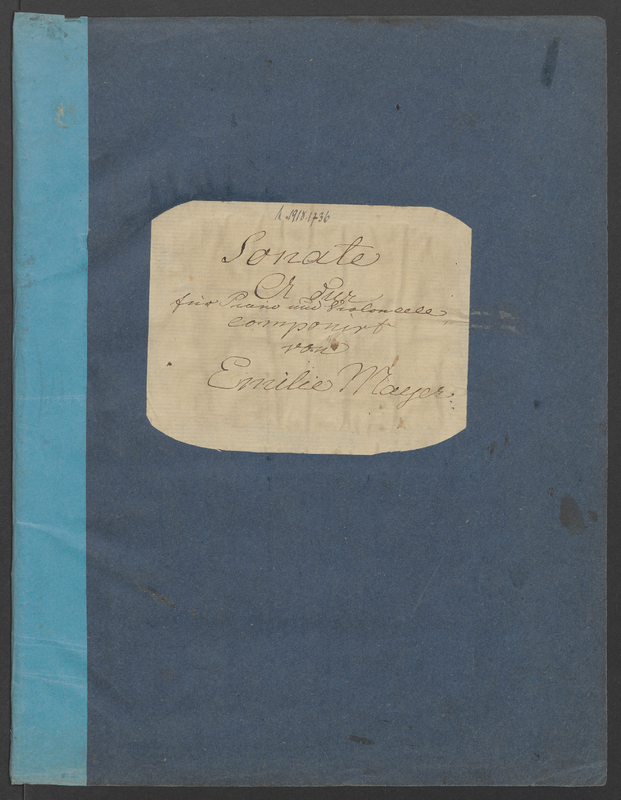 A. 1918.1736
Sonate
A Dur
für Piano und Violoncelle
componirt
von
Emilie Mayer.